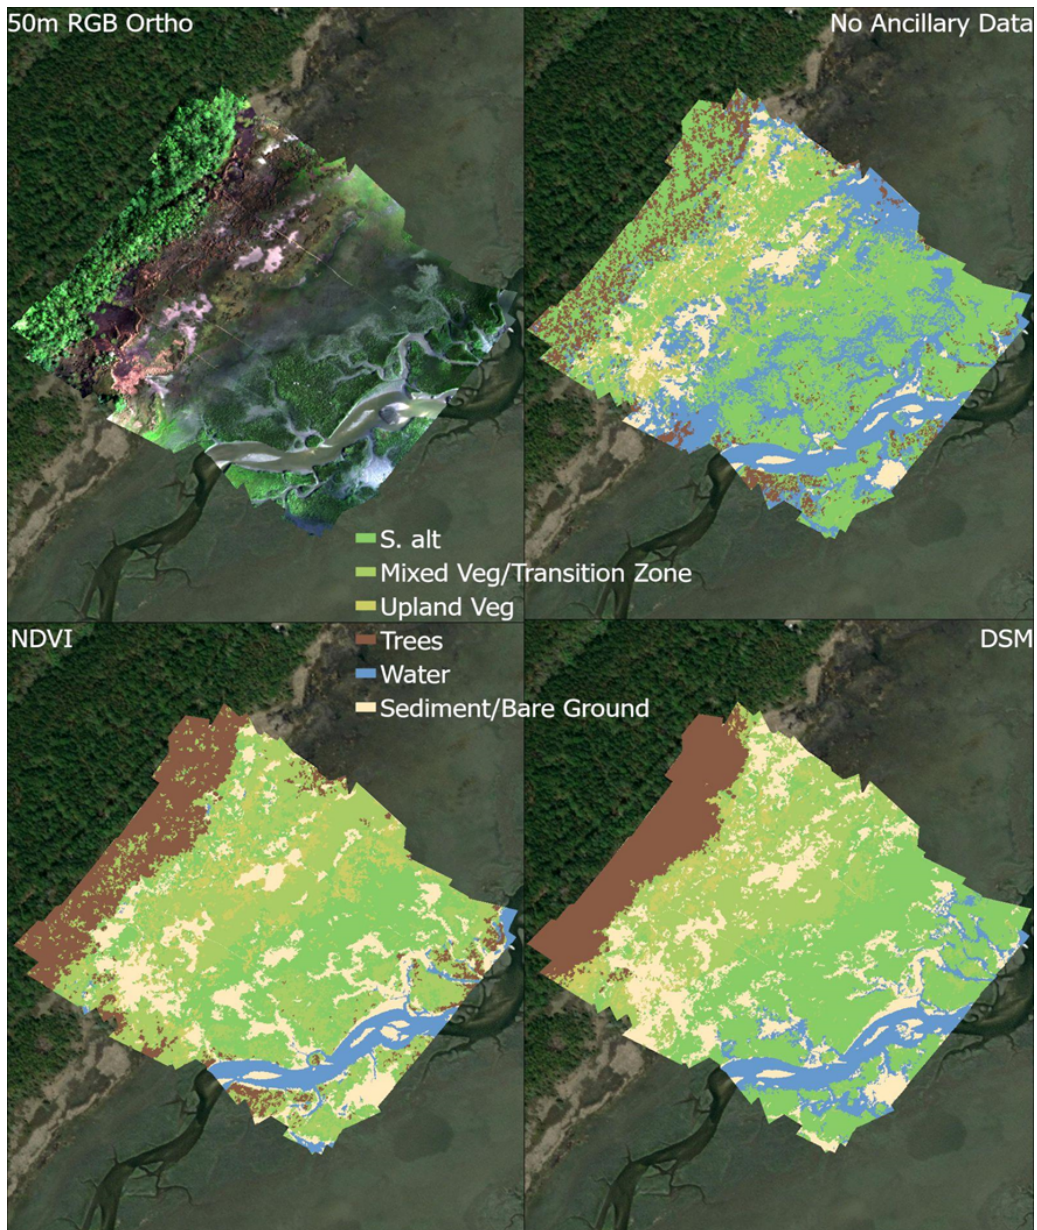 50m RGB Ortho
No Ancillary Data
S. alt
Mixed Veg/Transition Zone
Upland Veg
Trees
Water
Sediment/Bare Ground
NDVI
DSM